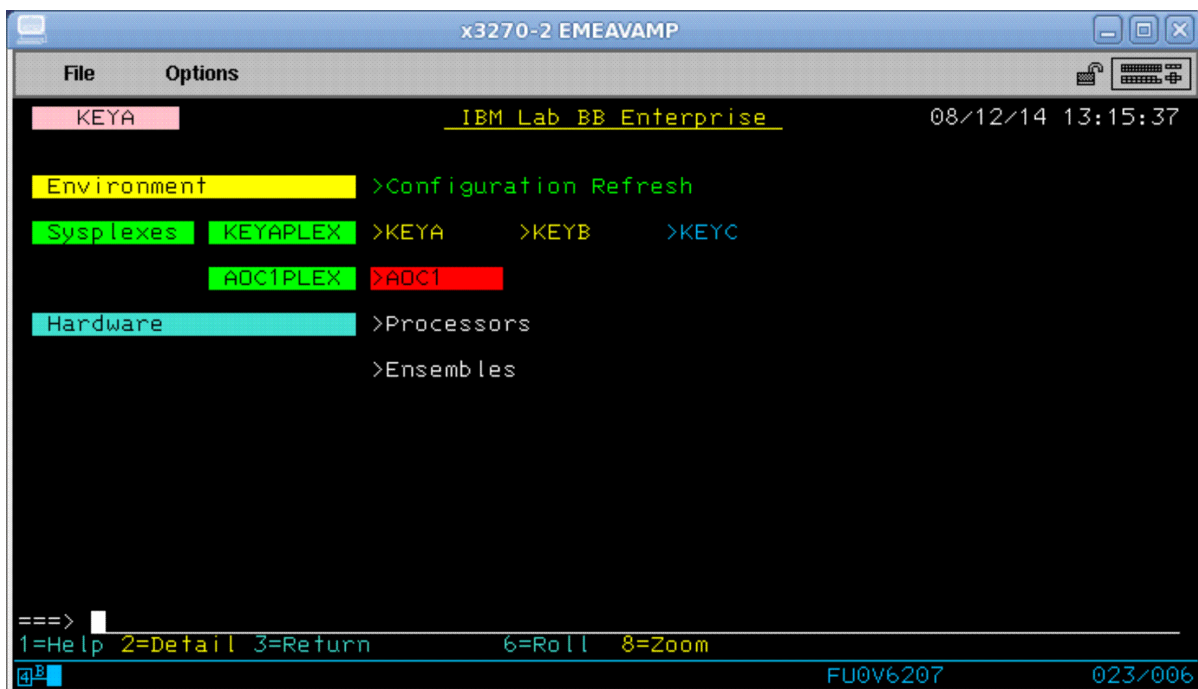 x3270-2 EMEAVAMP
File Options
KEYA IBM Lab BB Enterprise 08/12/14 13:15:37
Environment >Configuration Refresh
Sysplexes KEYAPLEX >KEYA >KEYB >KEYC
AOC1PLEX >AOC1
Hardware >Processors
>Ensembles
===>
1=Help 2=Detail 3=Return 6=Roll 8=Zoom
4B FU0V6207 023/006